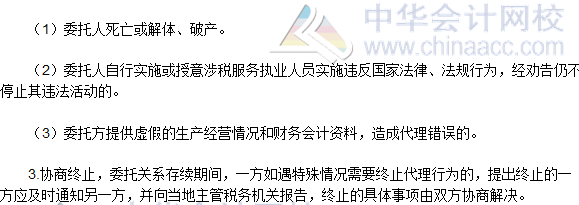 中华会计网校
www.chinaacc.com
（1）委托人死亡或解体、破产。
（2）委托人自行实施或授意涉税服务执业人员实施违反国家法律、法规行为，经劝告仍不
停止其违法活动的。
（3）委托方提供虚假的生产经营情况和财务会计资料，造成代理错误的。
3.协商终止，委托关系存续期间，一方如遇特殊情况需要终止代理行为的，提出终止的一
方应及时通知另一方，并向当地主管税务机关报告，终止的具体事项由双方协商解决。